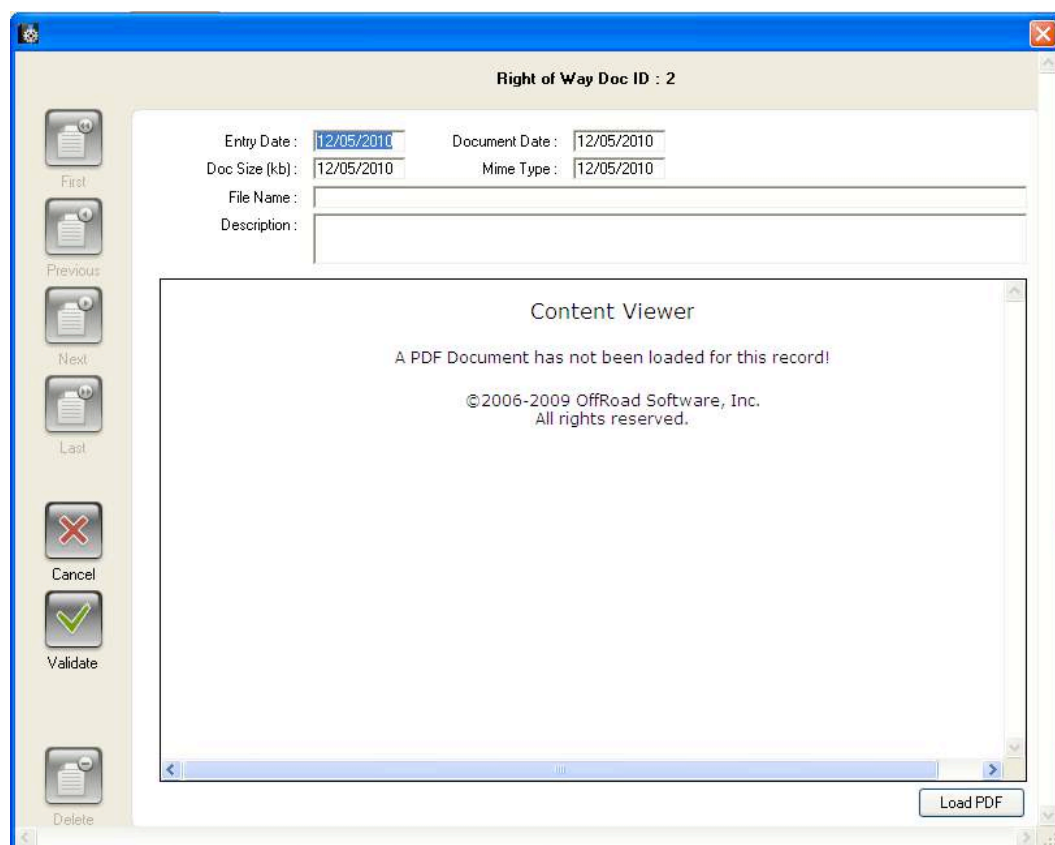 Right of Way Doc ID : 2
First
Previous
Next
Last
Cancel
Validate
Delete
Entry Date : 12/05/2010 Document Date : 12/05/2010
Doc Size (kb) : 12/05/2010 Mime Type : 12/05/2010
File Name :
Description :
Content Viewer
A PDF Document has not been loaded for this record!
©2006-2009 OffRoad Software, Inc.
All rights reserved.
Load PDF